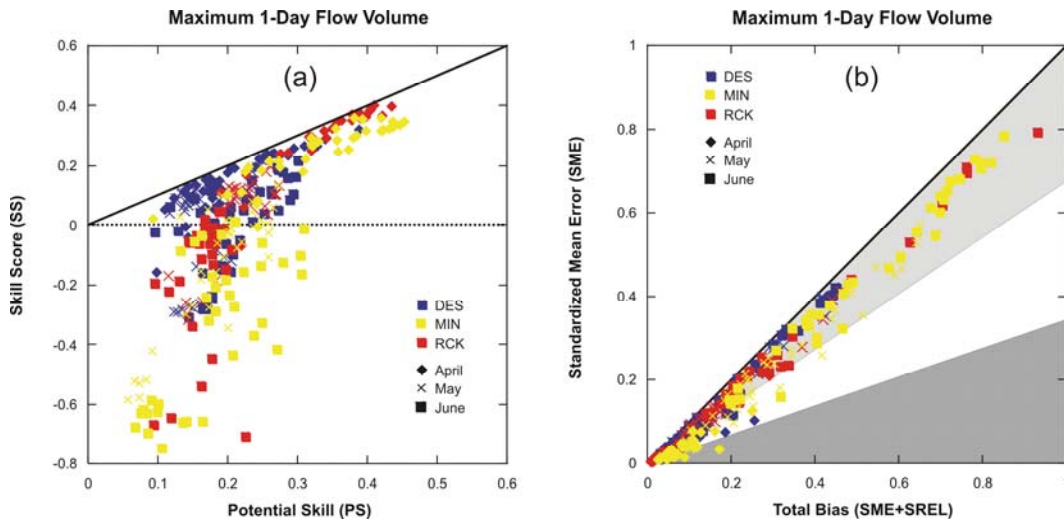 Maximum 1-Day Flow Volume
0.6
0.4
0.2
0
-0.2
-0.4
-0.6
-0.8
Skill Score (SS)
(a)
DES
MIN
RCK
April
May
June
0 0.1 0.2 0.3 0.4 0.5 0.6
Potential Skill (PS)
Maximum 1-Day Flow Volume
1
0.8
0.6
0.4
0.2
0
Standardized Mean Error (SME)
(b)
DES
MIN
RCK
April
May
June
0 0.2 0.4 0.6 0.8 1
Total Bias (SME+SREL)